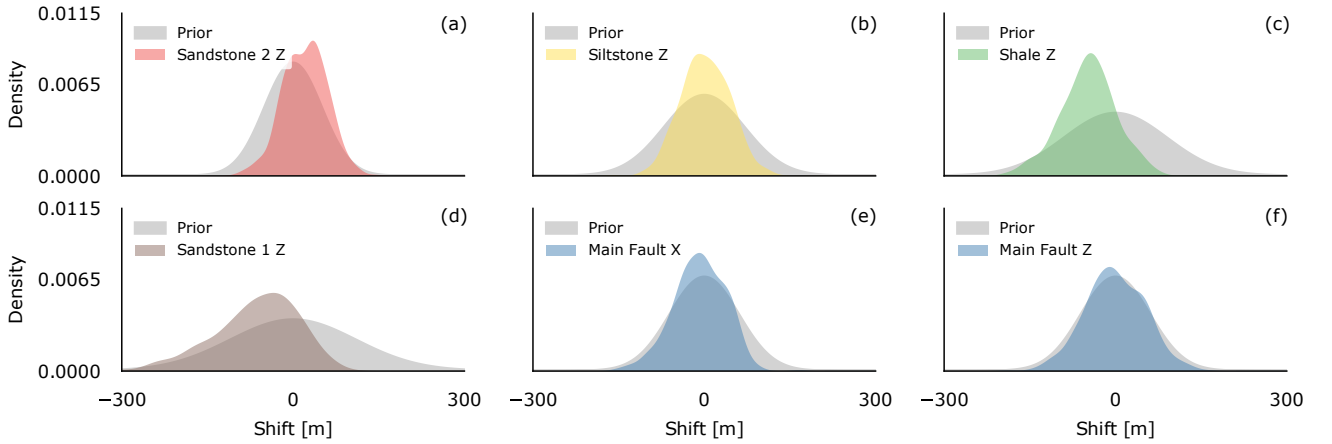 0.0115
0.0065
0.0000
Density
Prior
Sandstone 2 Z
(a)
Prior
Siltstone Z
(b)
Prior
Shale Z
(c)
0.0115
0.0065
0.0000
Density
Prior
Sandstone 1 Z
(d)
Prior
Main Fault X
(e)
Prior
Main Fault Z
(f)
−300 0 300
Shift [m]
−300 0 300
Shift [m]
−300 0 300
Shift [m]